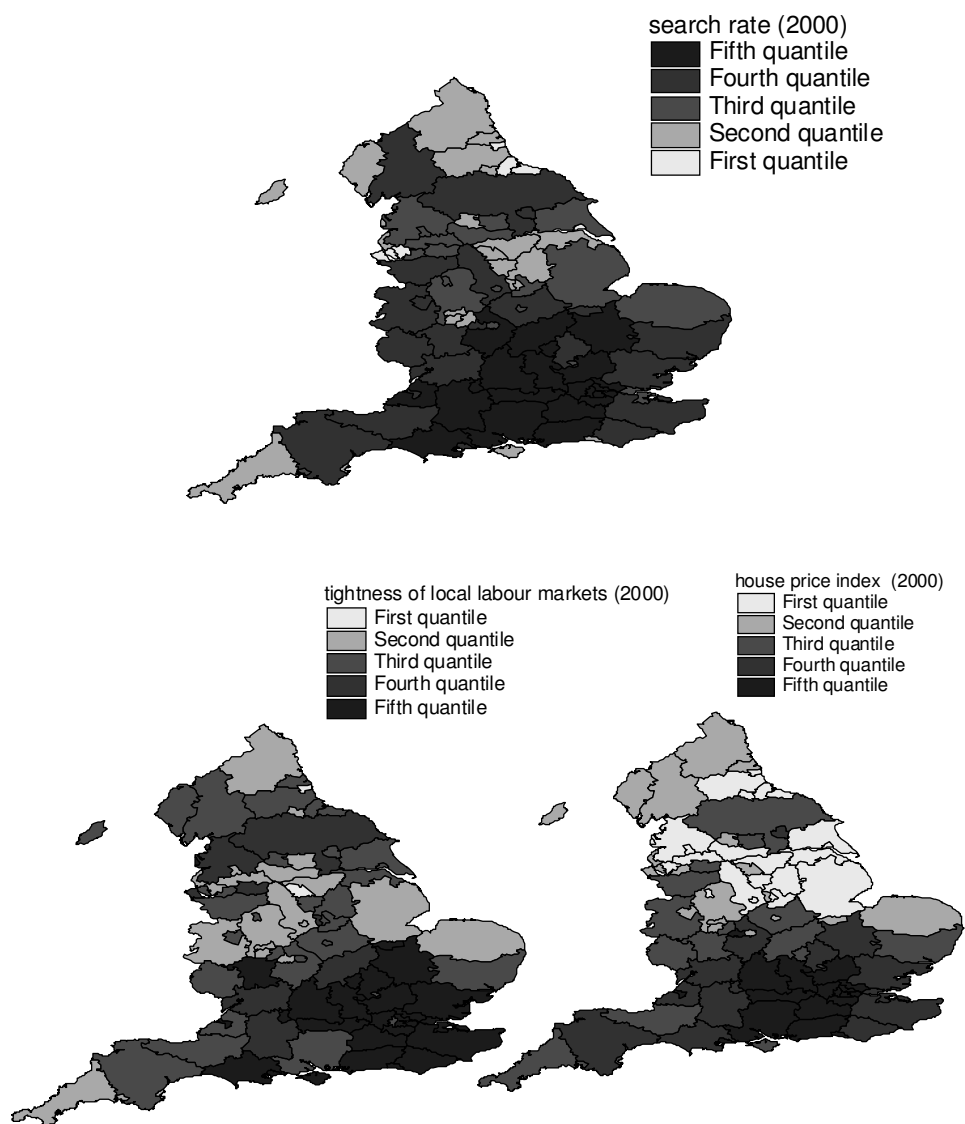 search rate (2000)
Fifth quantile
Fourth quantile
Third quantile
Second quantile
First quantile
tightness of local labour markets (2000)
First quantile
Second quantile
Third quantile
Fourth quantile
Fifth quantile
house price index (2000)
First quantile
Second quantile
Third quantile
Fourth quantile
Fifth quantile